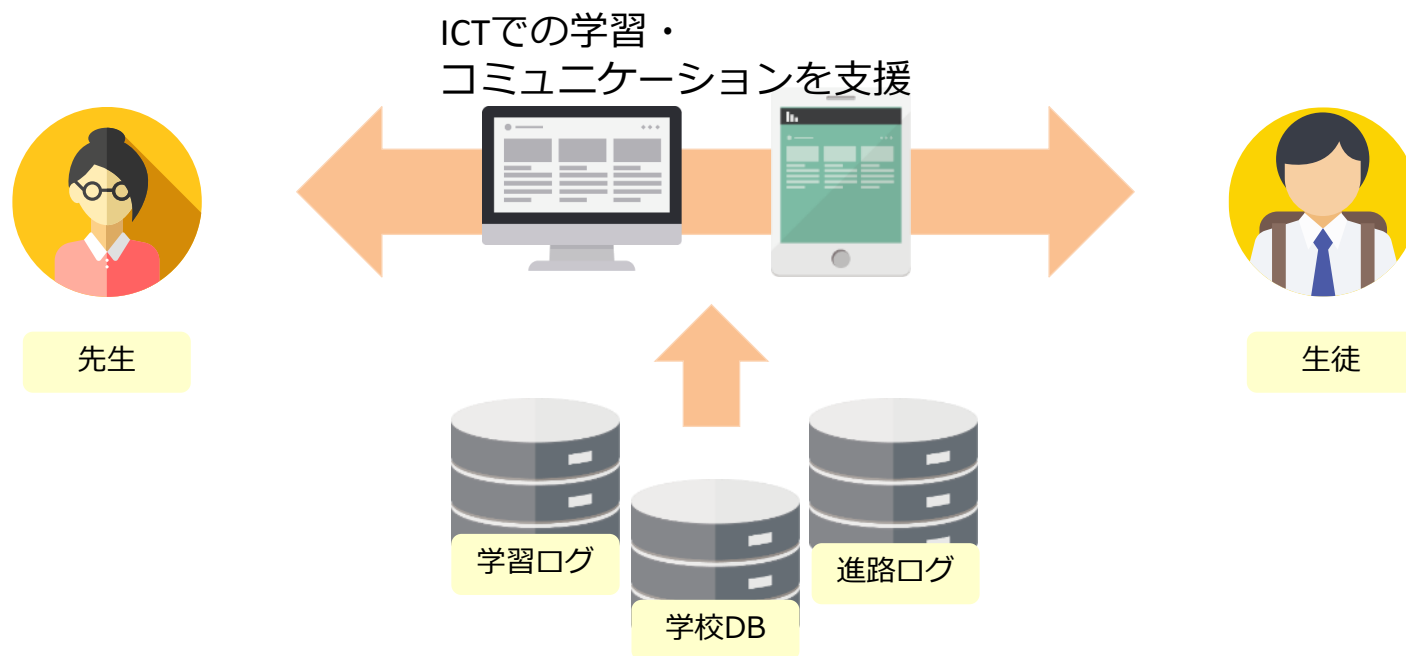 ICTでの学習・
コミュニケーションを支援
先生
生徒
学習ログ
進路ログ
学校DB